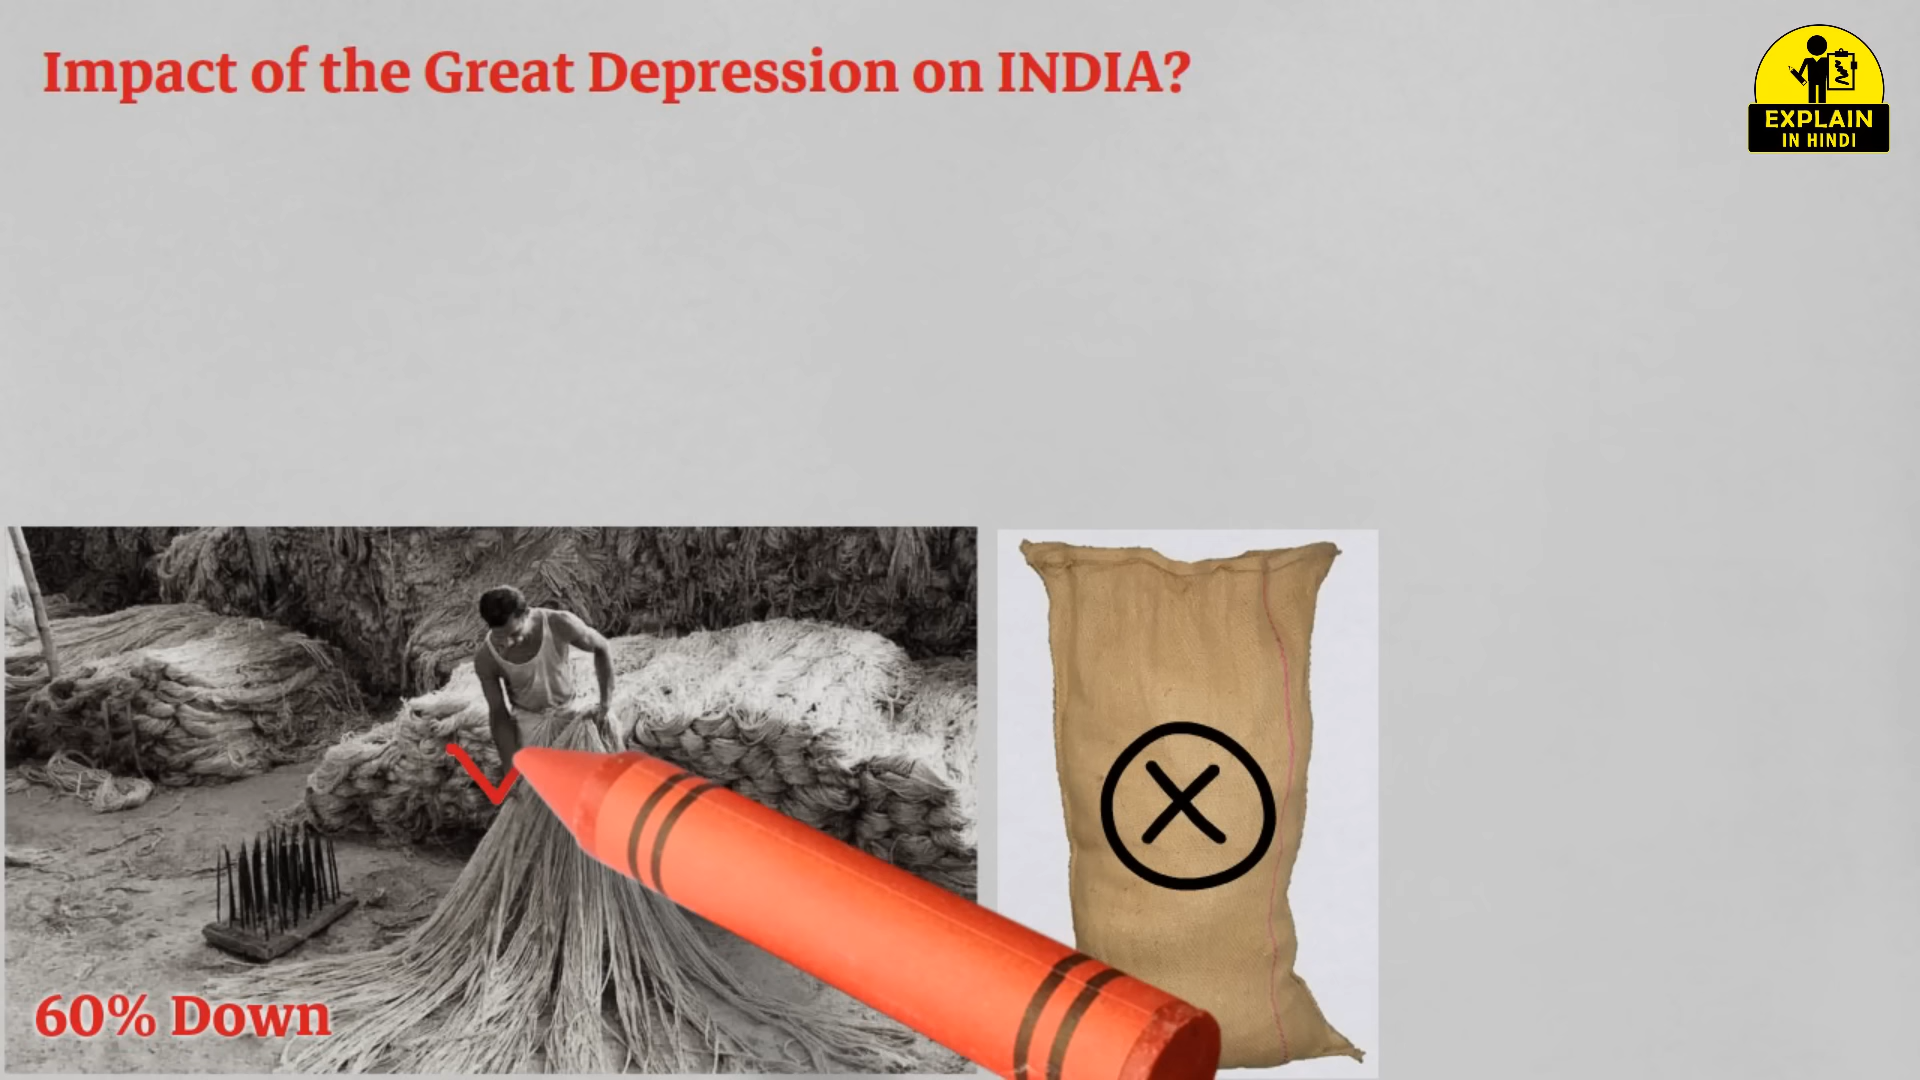 Impact of the Great Depression on INDIA?
EXPLAIN
IN HINDI
60% Down